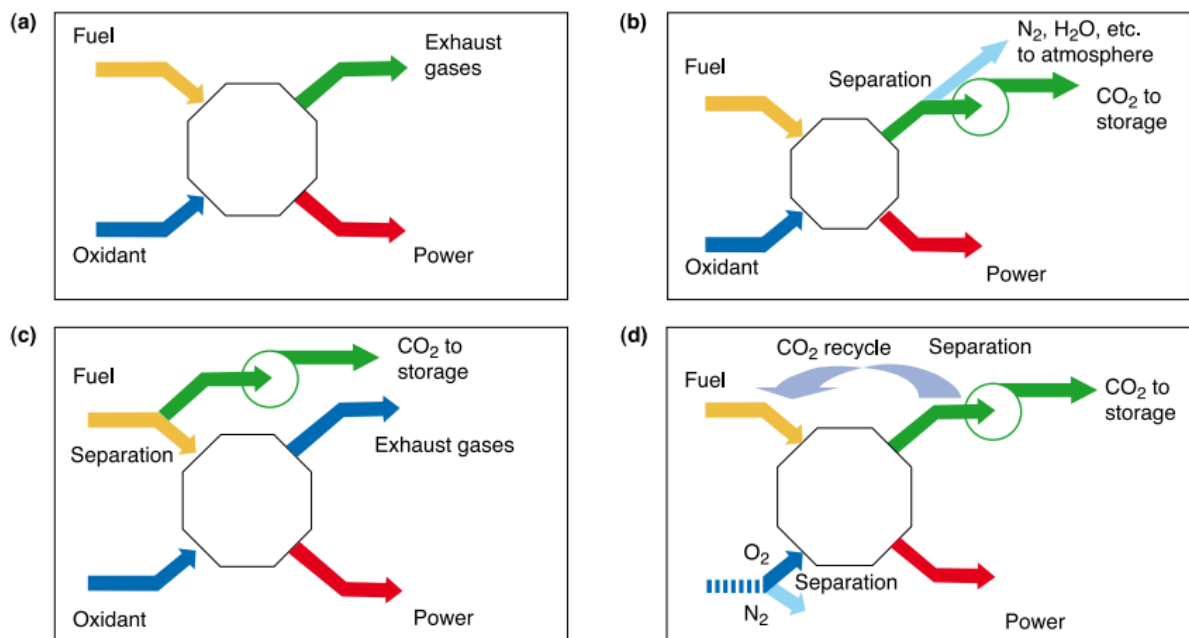 (a)
Fuel
Exhaust
gases
Oxidant
Power
(b)
N₂, H₂O, etc.
to atmosphere
Fuel
Separation
CO₂ to
storage
Oxidant
Power
(c)
CO₂ to
storage
Fuel
Separation
Exhaust gases
Oxidant
Power
(d)
CO₂ recycle
Separation
Fuel
CO₂ to
storage
O₂
Separation
N₂
Power